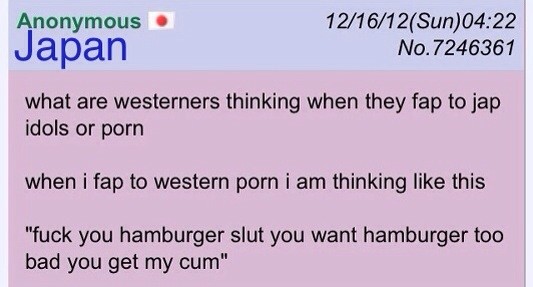 Anonymous 12/16/12(Sun)04:22
Japan No.7246361
what are westerners thinking when they fap to jap
idols or porn
when i fap to western porn i am thinking like this
"fuck you hamburger slut you want hamburger too
bad you get my cum"